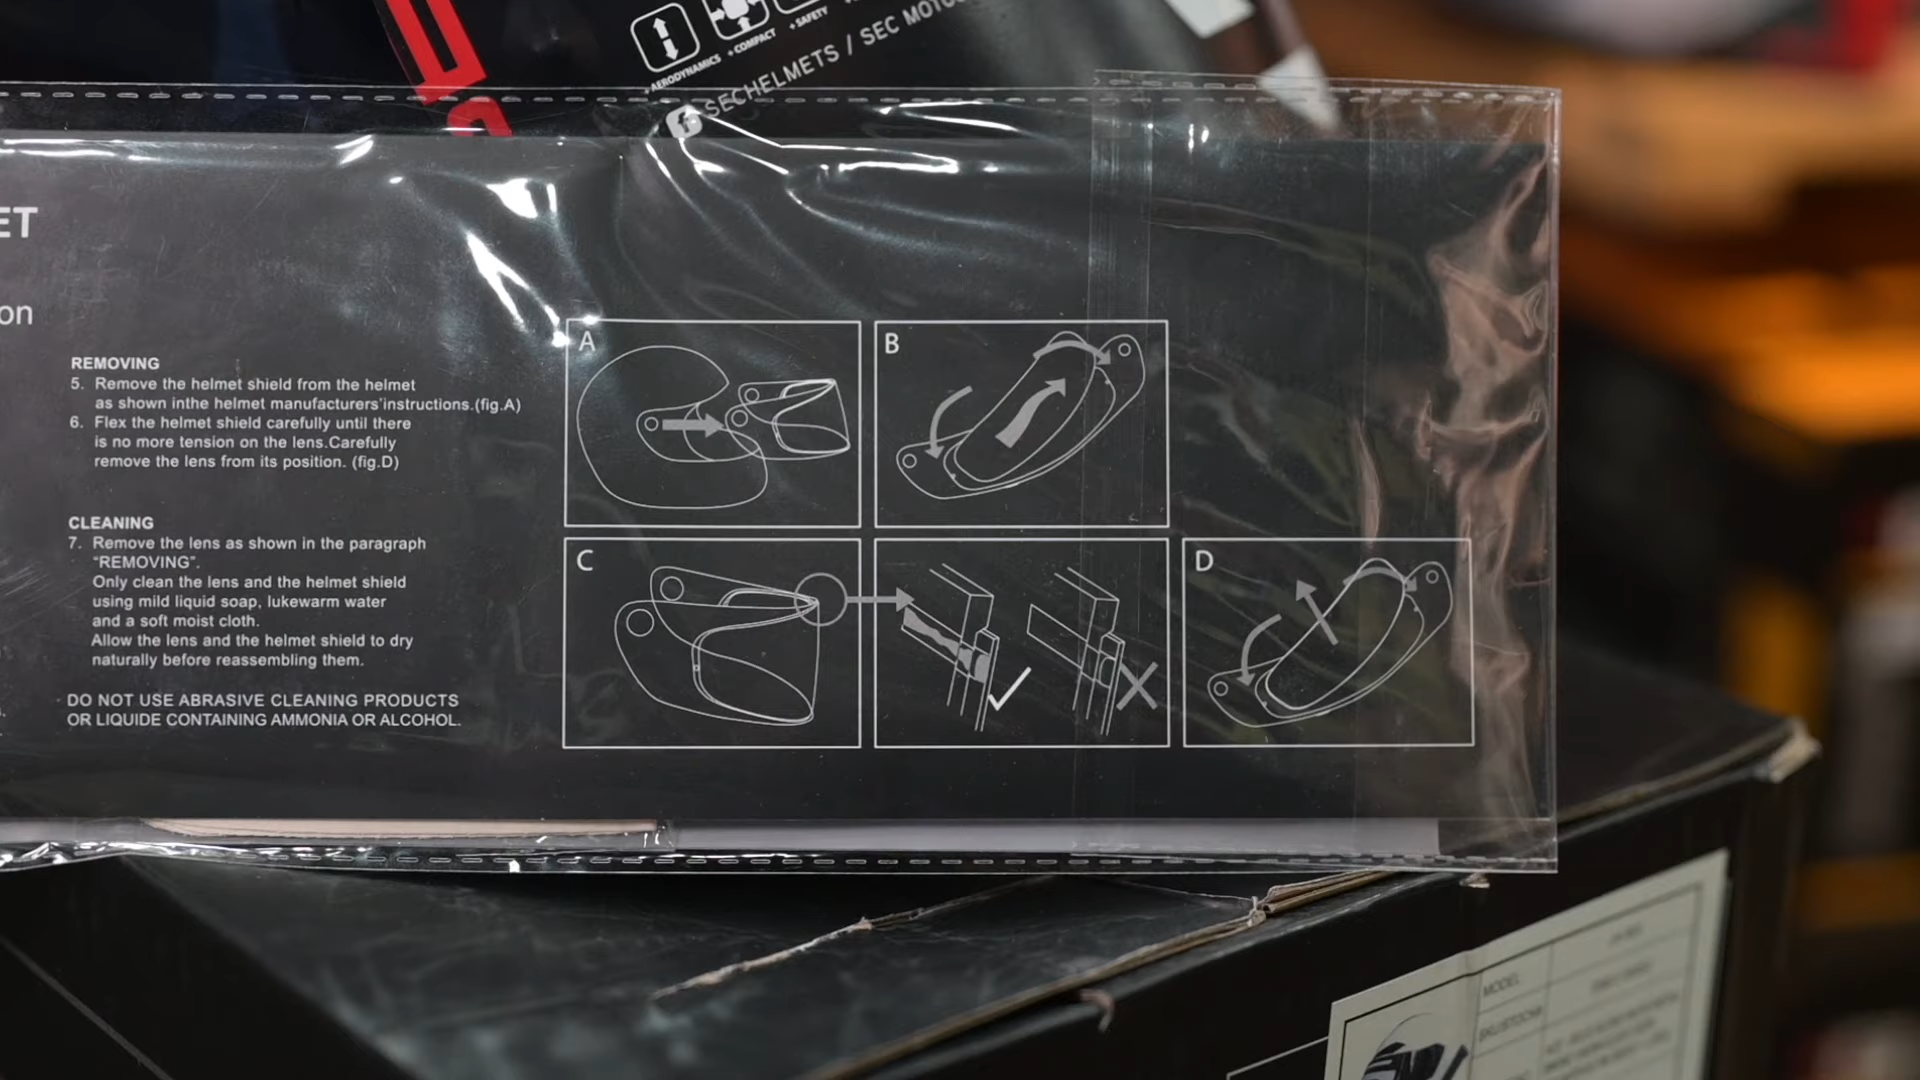 + AERODYNAMICS
+ COMPACT
+ SAFETY
SECHELMETS / SEC
ET
on
REMOVING
5. Remove the helmet shield from the helmet
as shown inthe helmet manufacturers'instructions.(fig.A)
6. Flex the helmet shield carefully until there
is no more tension on the lens.Carefully
remove the lens from its position. (fig.D)
CLEANING
7. Remove the lens as shown in the paragraph
“REMOVING”.
Only clean the lens and the helmet shield
using mild liquid soap, lukewarm water
and a soft moist cloth.
Allow the lens and the helmet shield to dry
naturally before reassembling them.
DO NOT USE ABRASIVE CLEANING PRODUCTS
OR LIQUIDE CONTAINING AMMONIA OR ALCOHOL.
A
B
C
D
MODEL